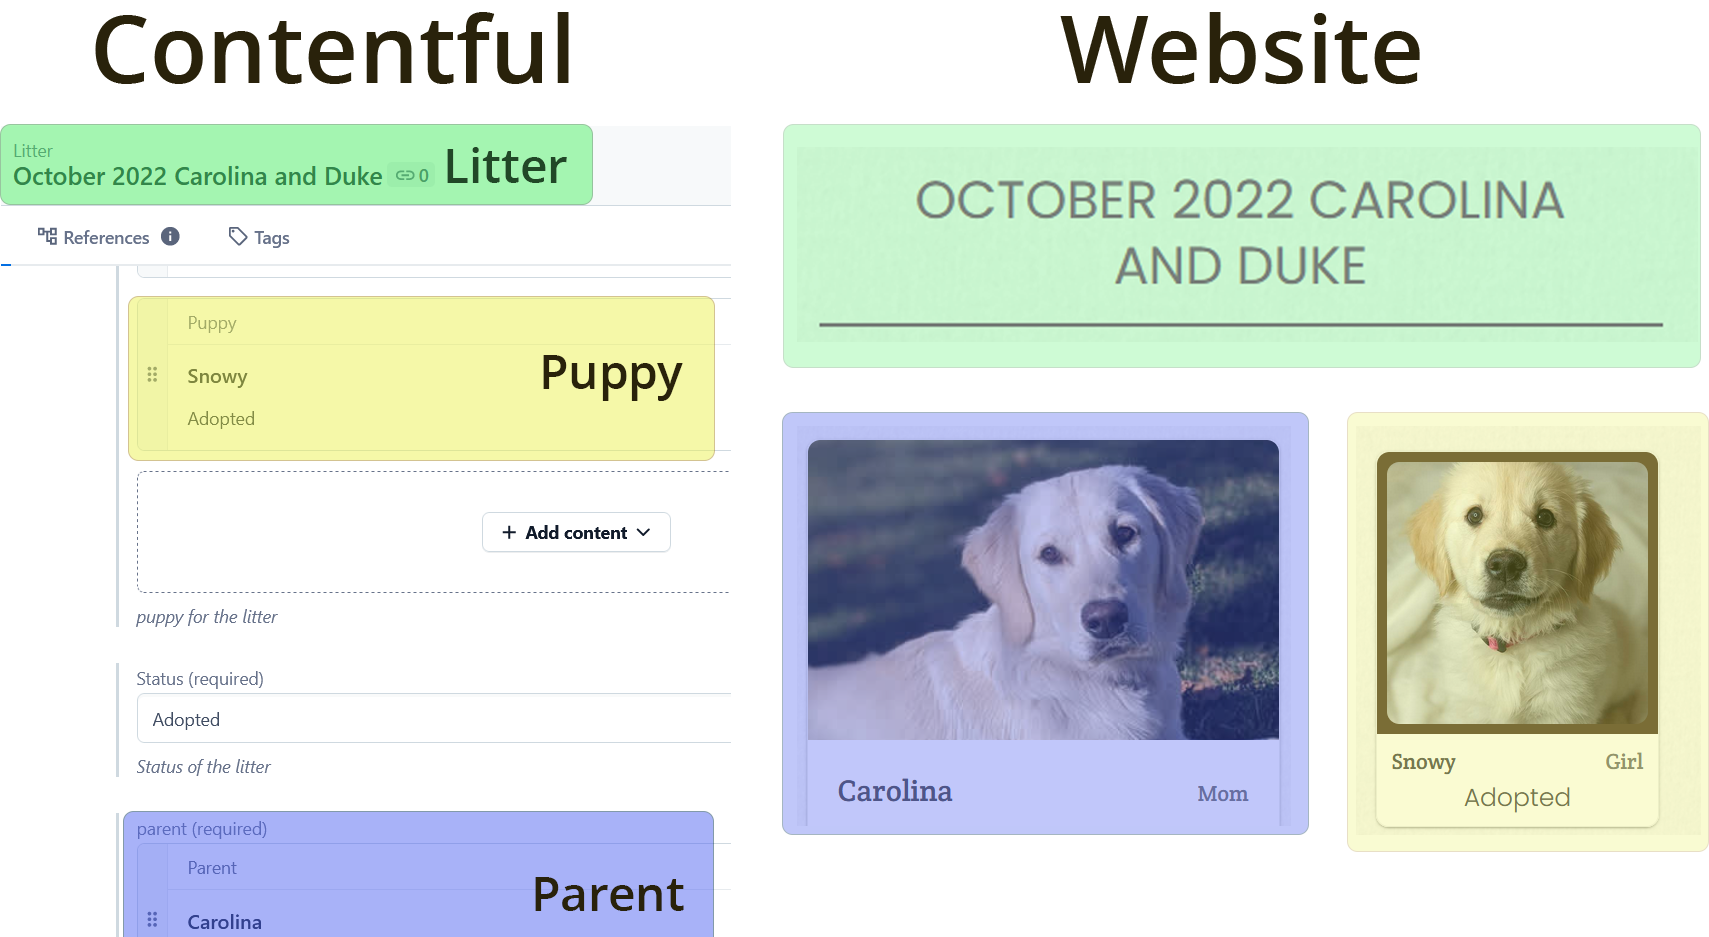 Contentful
Litter
October 2022 Carolina and Duke 0
Litter
References i
Tags
Puppy
Snowy
Adopted
Puppy
+ Add content
puppy for the litter
Status (required)
Adopted
Status of the litter
parent (required)
Parent
Carolina
Parent
Website
OCTOBER 2022 CAROLINA
AND DUKE
Carolina
Mom
Snowy
Girl
Adopted